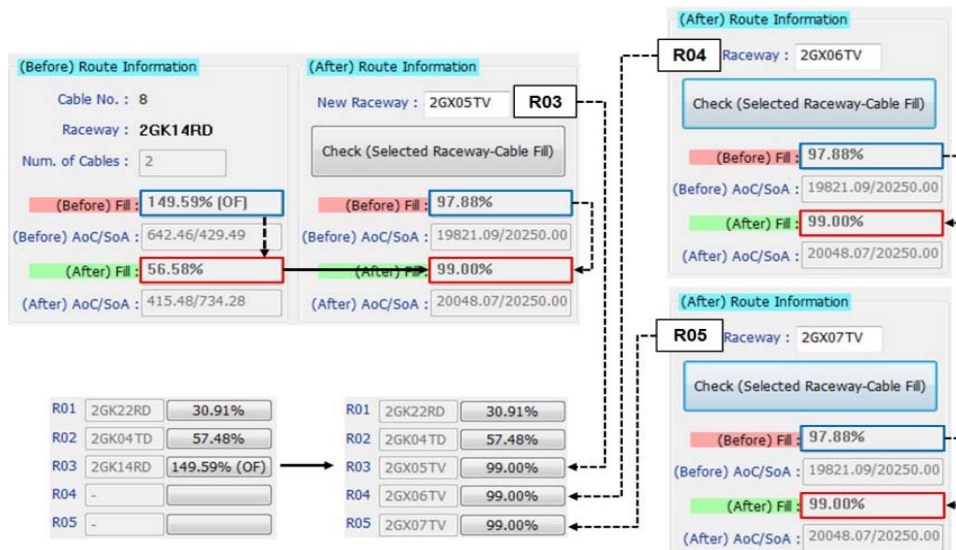 (Before) Route Information
Cable No. : 8
Raceway : 2GK14RD
Num. of Cables : 2
(Before) Fill : 149.59% (OF)
(Before) AoC/SoA : 642.46/429.49
(After) Fill : 56.58%
(After) AoC/SoA : 415.48/734.28
(After) Route Information
New Raceway : 2GX05TV R03
Check (Selected Raceway-Cable Fill)
(Before) Fill : 97.88%
(Before) AoC/SoA : 19821.09/20250.00
(After) Fill : 99.00%
(After) AoC/SoA : 20048.07/20250.00
(After) Route Information
R04 Raceway : 2GX06TV
Check (Selected Raceway-Cable Fill)
(Before) Fill : 97.88%
(Before) AoC/SoA : 19821.09/20250.00
(After) Fill : 99.00%
(After) AoC/SoA : 20048.07/20250.00
(After) Route Information
R05 Raceway : 2GX07TV
Check (Selected Raceway-Cable Fill)
(Before) Fill : 97.88%
(Before) AoC/SoA : 19821.09/20250.00
(After) Fill : 99.00%
(After) AoC/SoA : 20048.07/20250.00
R01 2GK22RD 30.91%
R02 2GK04TD 57.48%
R03 2GK14RD 149.59% (OF)
R04 -
R05 -
R01 2GK22RD 30.91%
R02 2GK04TD 57.48%
R03 2GX05TV 99.00%
R04 2GX06TV 99.00%
R05 2GX07TV 99.00%